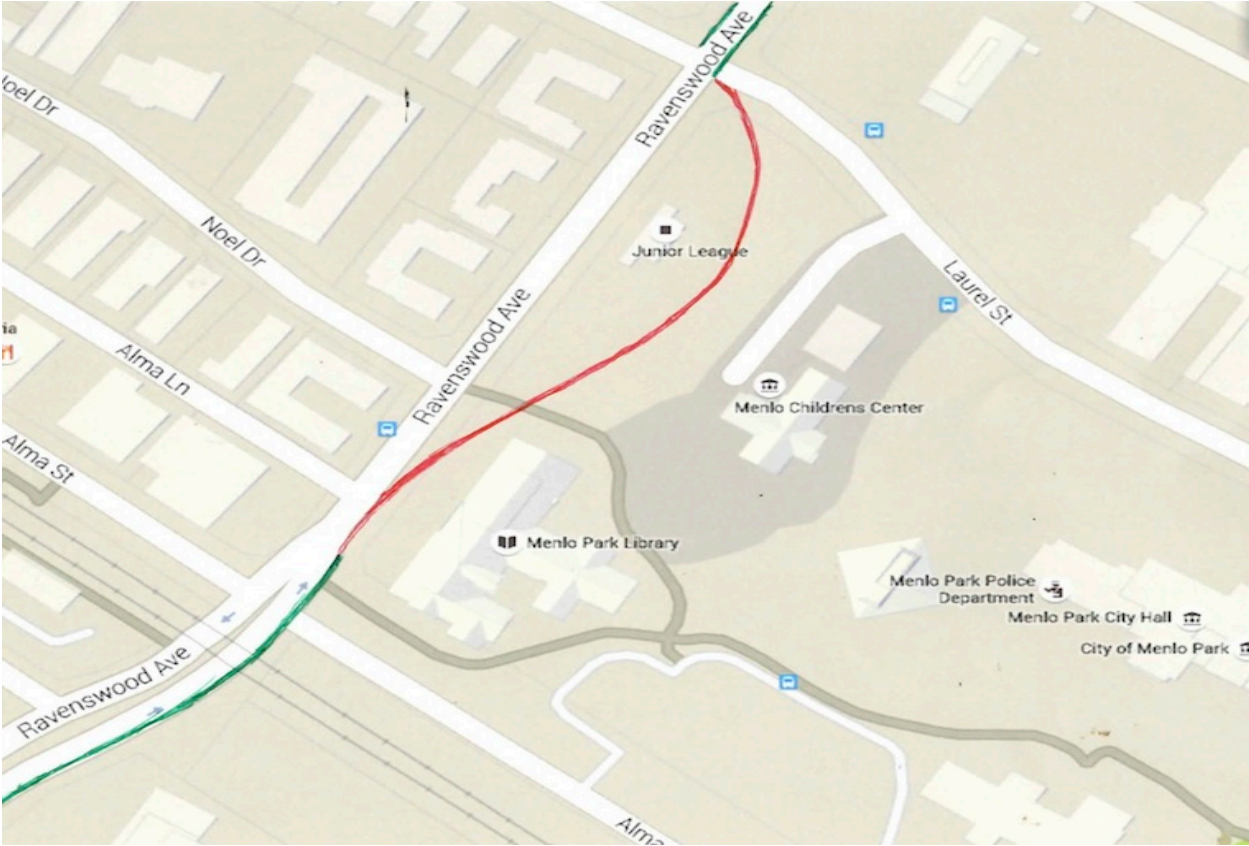 Ravenswood Ave
Noel Dr
Junior League
Noel Dr
Laurel St
Ravenswood Ave
ia
Alma Ln
Menlo Childrens Center
Alma St
Menlo Park Library
Menlo Park Police
Department
Menlo Park City Hall
City of Menlo Park
Ravenswood Ave
Alma